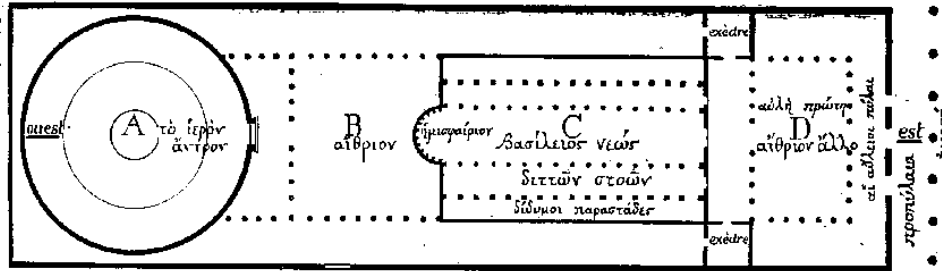 ouest
A
τὸ ἱερὸν
ἄντρον
B
αἴθριον
ἡμισφαίριον
C
βασίλειος νεώς
διττῶν στοῶν
δίδυμοι παραστάδες
exèdre
exèdre
αὐλὴ πρώτη
D
αἴθριον ἄλλο
αἱ αὔλειοι πύλαι
est
προπύλαια